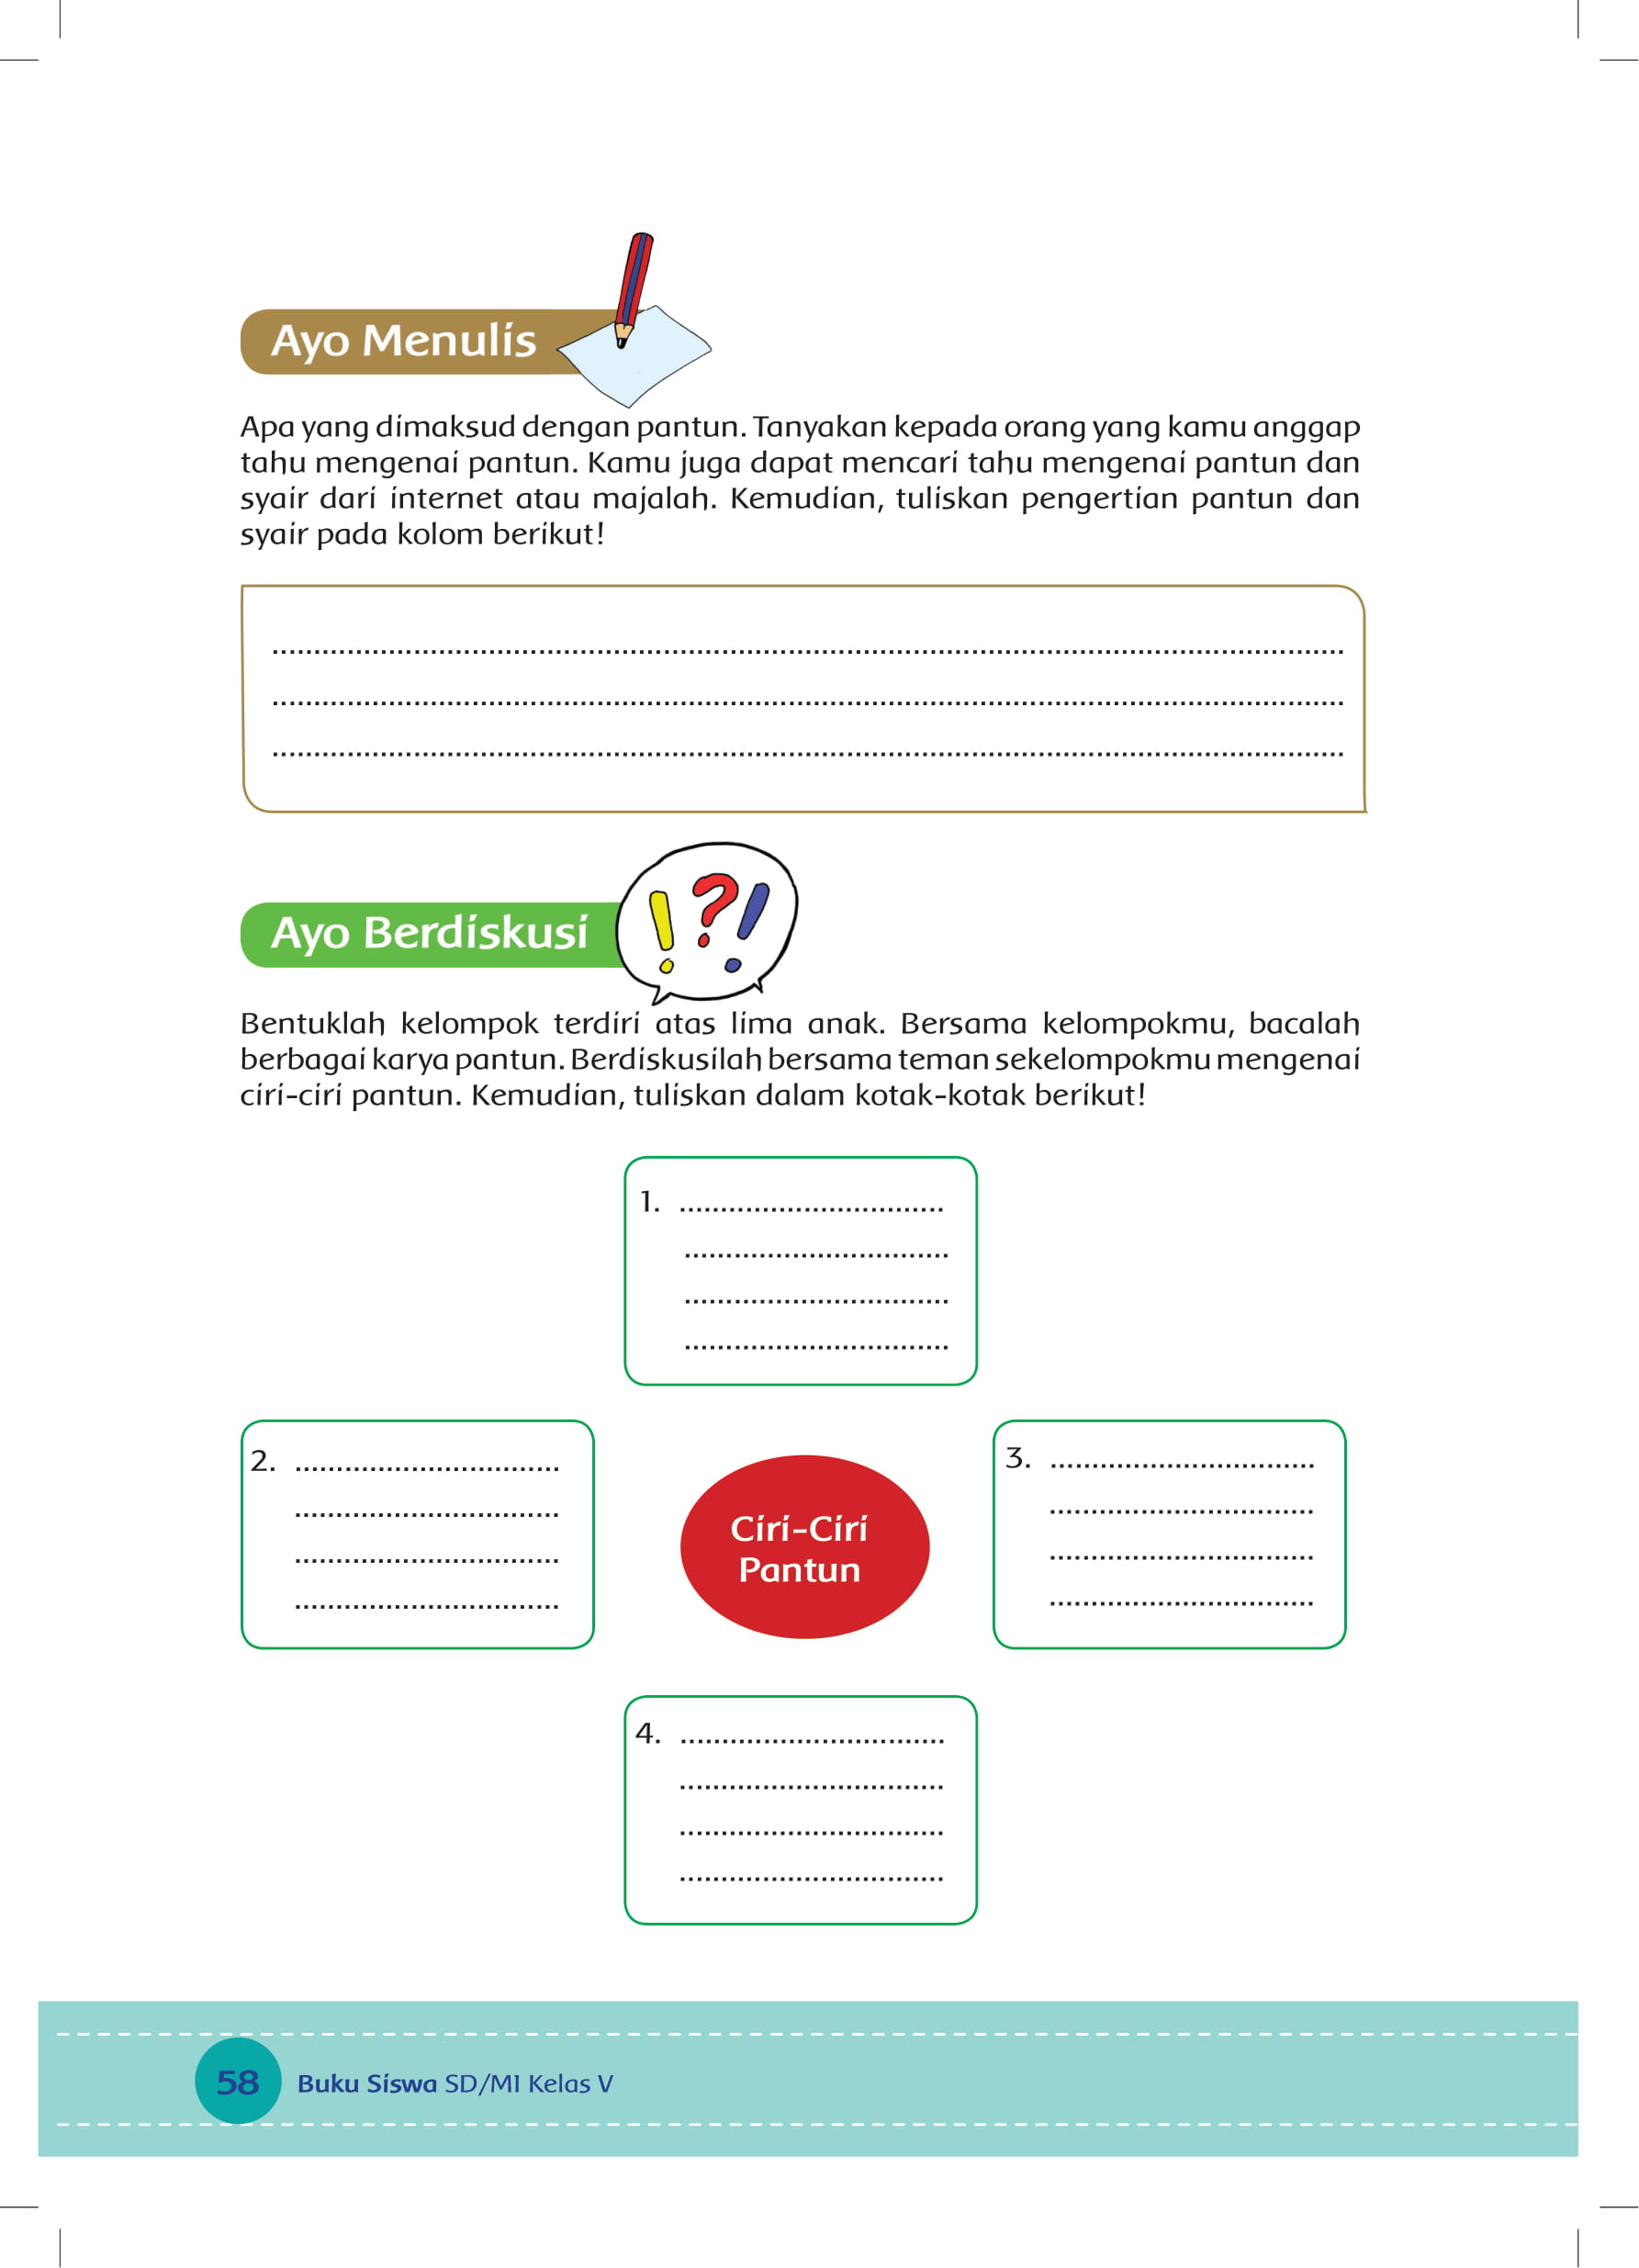 Ayo Menulis
Apa yang dimaksud dengan pantun. Tanyakan kepada orang yang kamu anggap
tahu mengenai pantun. Kamu juga dapat mencari tahu mengenai pantun dan
syair dari internet atau majalah. Kemudian, tuliskan pengertian pantun dan
syair pada kolom berikut!
Ayo Berdiskusi
Bentuklah kelompok terdiri atas lima anak. Bersama kelompokmu, bacalah
berbagai karya pantun. Berdiskusilah bersama teman sekelompokmu mengenai
ciri-ciri pantun. Kemudian, tuliskan dalam kotak-kotak berikut!
1. ................................
2. ................................
3. ................................
Ciri-Ciri
Pantun
4. ................................
58 Buku Siswa SD/MI Kelas V